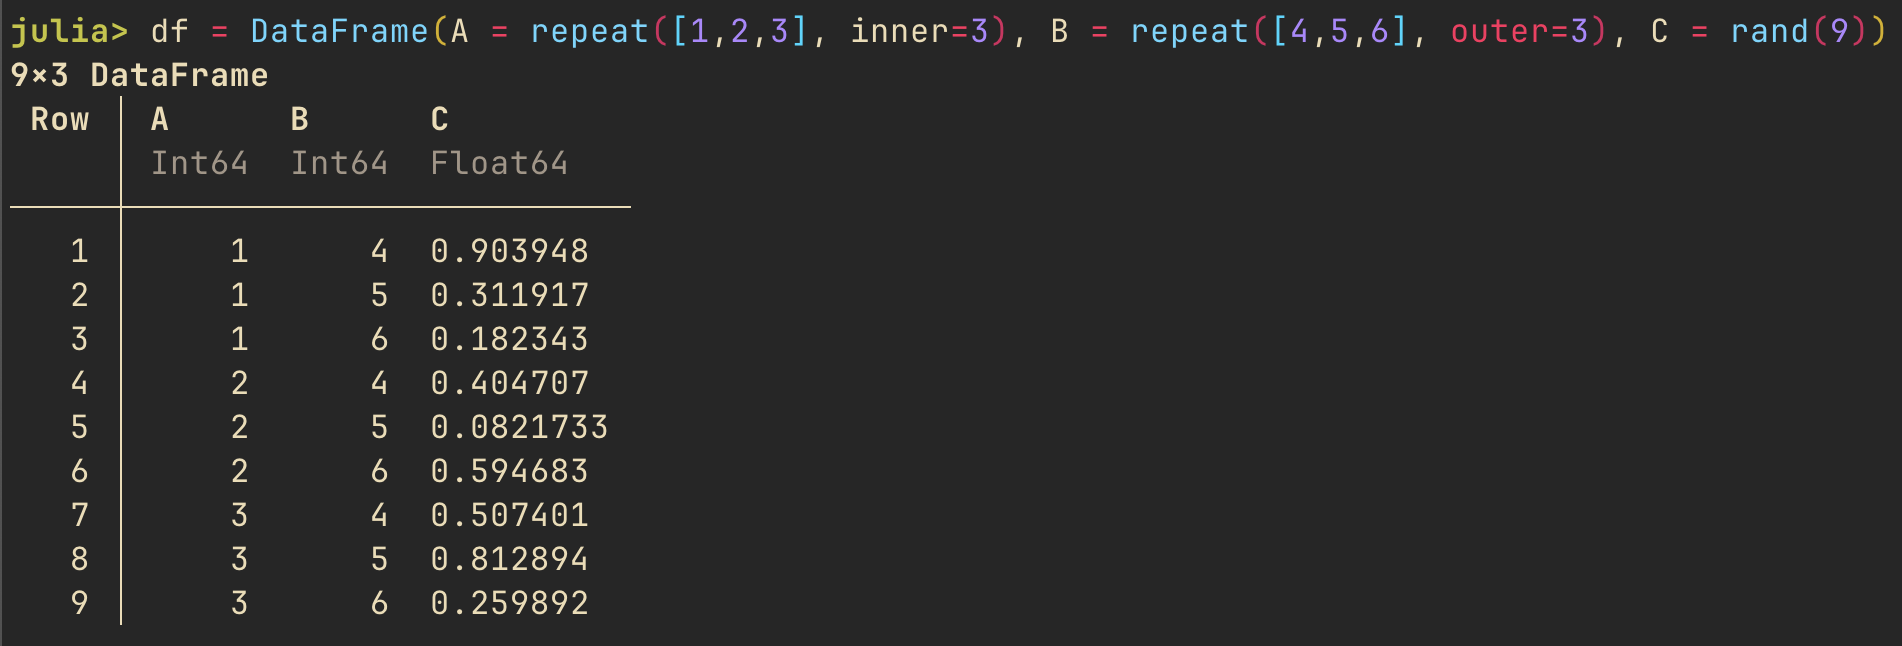 julia> df = DataFrame(A = repeat([1,2,3], inner=3), B = repeat([4,5,6], outer=3), C = rand(9))
9×3 DataFrame
Row A B C
Int64 Int64 Float64
1 1 4 0.903948
2 1 5 0.311917
3 1 6 0.182343
4 2 4 0.404707
5 2 5 0.0821733
6 2 6 0.594683
7 3 4 0.507401
8 3 5 0.812894
9 3 6 0.259892